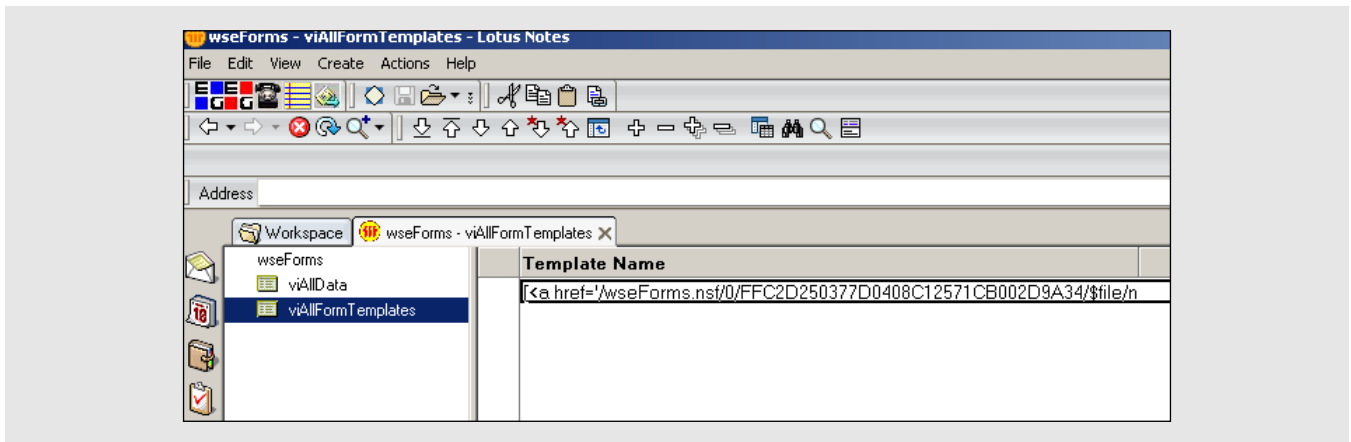 wseForms - viAllFormTemplates - Lotus Notes
File Edit View Create Actions Help
Address
Workspace wseForms - viAllFormTemplates
wseForms
viAllData
viAllFormTemplates
Template Name
[<a href='/wseForms.nsf/0/FFC2D250377D0408C12571CB002D9A34/$file/n